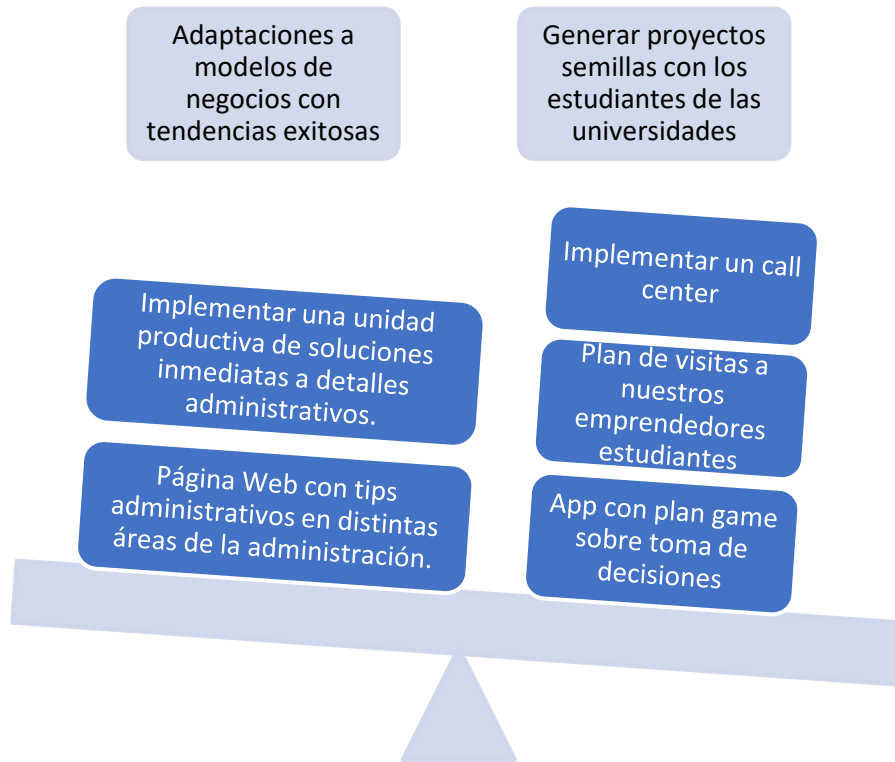 Adaptaciones a
modelos de
negocios con
tendencias exitosas
Generar proyectos
semillas con los
estudiantes de las
universidades
Implementar una unidad
productiva de soluciones
inmediatas a detalles
administrativos.
Página Web con tips
administrativos en distintas
áreas de la administración.
Implementar un call
center
Plan de visitas a
nuestros
emprendedores
estudiantes
App con plan game
sobre toma de
decisiones